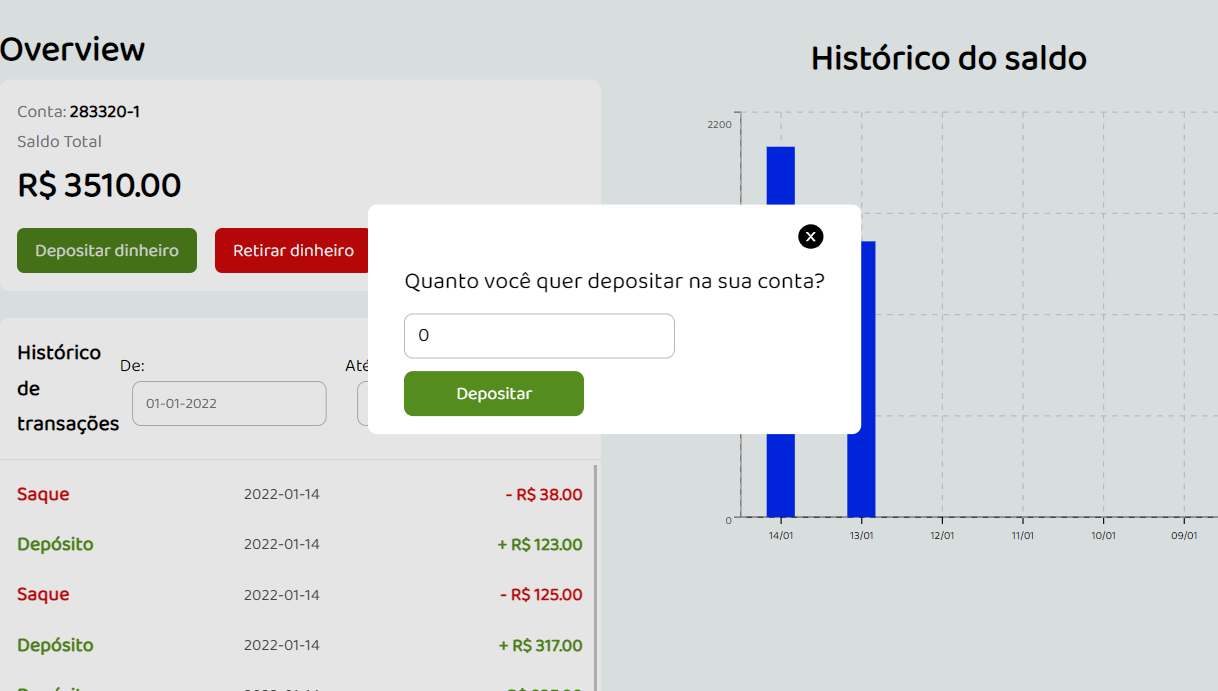 Overview
Conta: 283320-1
Saldo Total
R$ 3510.00
Depositar dinheiro
Retirar dinheiro
Histórico
de
transações
De:
01-01-2022
Até
Saque 2022-01-14 - R$ 38.00
Depósito 2022-01-14 + R$ 123.00
Saque 2022-01-14 - R$ 125.00
Depósito 2022-01-14 + R$ 317.00
Quanto você quer depositar na sua conta?
0
Depositar
Histórico do saldo
2200
0
14/01 13/01 12/01 11/01 10/01 09/01